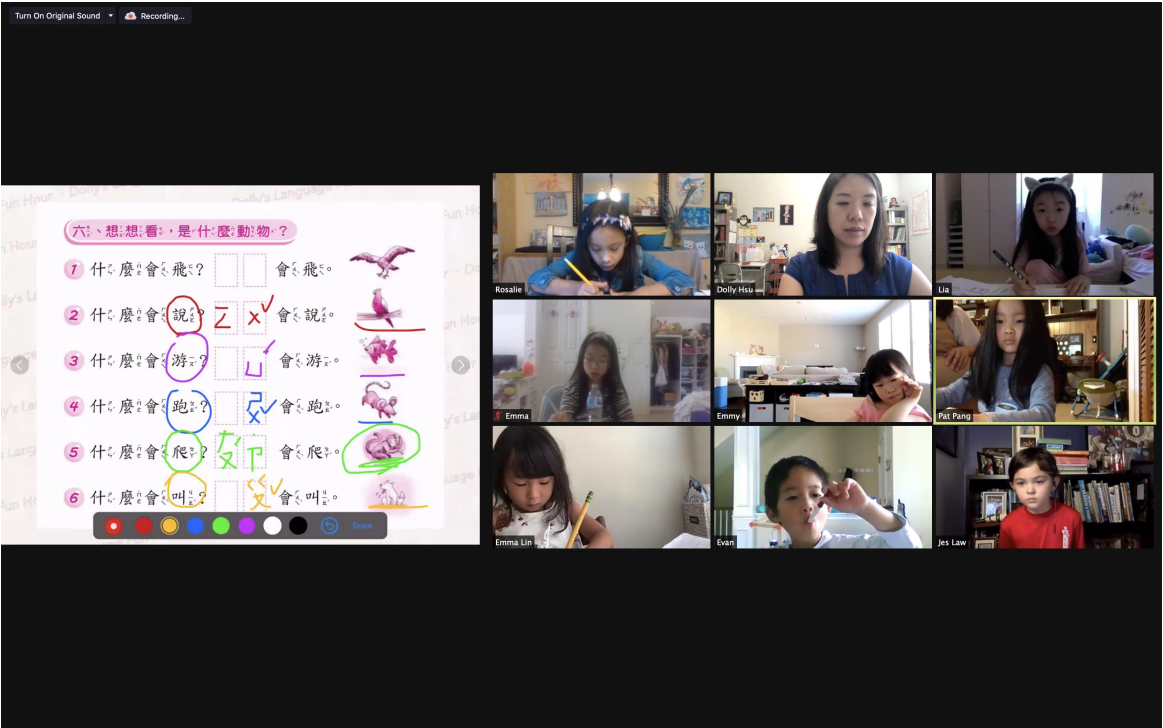 Turn On Original Sound
Recording...
六、想想看,是什麼動物?
1 什麼會飛? 會飛。
2 什麼會說? ㄨˇ 會說。
3 什麼會游? ㄩˊ 會游。
4 什麼會跑? 會跑。
5 什麼會爬? 會爬。
6 什麼會叫? ㄍㄡˇ 會叫。
Done
Rosalie
Dolly Hsu
Lia
Emma
Emmy
Pat Pang
Emma Lin
Evan
Jes Law